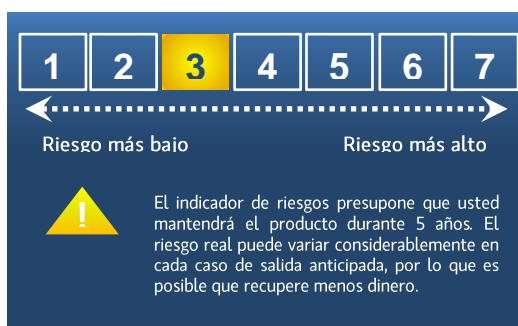 1 2 3 4 5 6 7
Riesgo más bajo Riesgo más alto
!
El indicador de riesgos presupone que usted
mantendrá el producto durante 5 años. El
riesgo real puede variar considerablemente en
cada caso de salida anticipada, por lo que es
posible que recupere menos dinero.